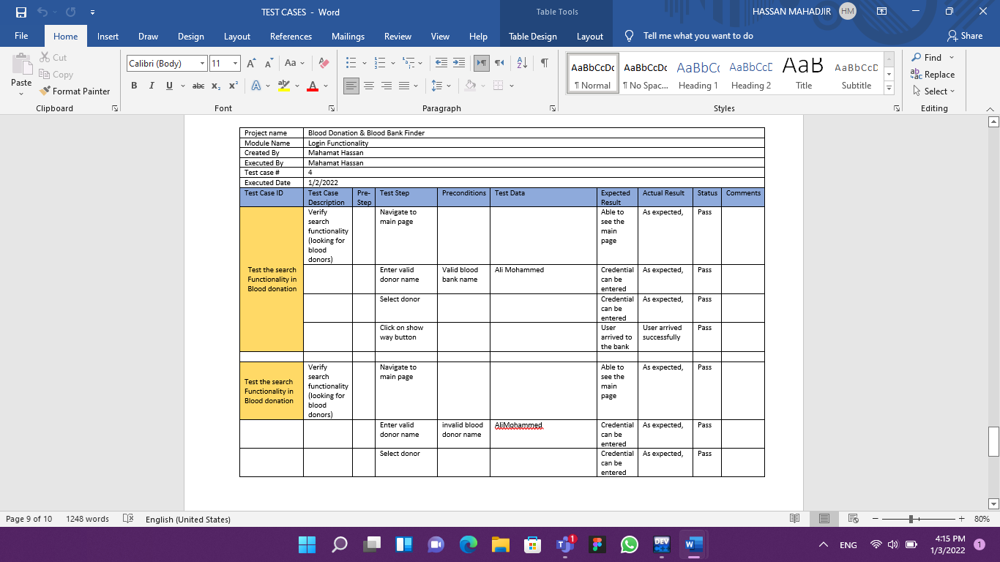 TEST CASES - Word
Table Tools
HASSAN MAHADJIR
HM
File
Home
Insert
Draw
Design
Layout
References
Mailings
Review
View
Help
Table Design
Layout
Tell me what you want to do
Share
Paste
Cut
Copy
Format Painter
Clipboard
Calibri (Body)
11
Font
Paragraph
AaBbCcDc
¶ Normal
AaBbCcDc
¶ No Spac...
AaBbCc
Heading 1
AaBbCcD
Heading 2
AaB
Title
AaBbCcD
Subtitle
Styles
Find
Replace
Select
Editing
Project name Blood Donation & Blood Bank Finder
Module Name Login Functionality
Created By Mahamat Hassan
Executed By Mahamat Hassan
Test case # 4
Executed Date 1/2/2022
Test Case ID
Test Case
Description
Pre-
Step
Test Step
Preconditions
Test Data
Expected
Result
Actual Result
Status
Comments
Test the search
Functionality in
Blood donation
Verify
search
functionality
(looking for
blood
donors)
Navigate to
main page
Able to
see the
main
page
As expected,
Pass
Enter valid
donor name
Valid blood
bank name
Ali Mohammed
Credential
can be
entered
As expected,
Pass
Select donor
Credential
can be
entered
As expected,
Pass
Click on show
way button
User
arrived to
the bank
User arrived
successfully
Pass
Test the search
Functionality in
Blood donation
Verify
search
functionality
(looking for
blood
donors)
Navigate to
main page
Able to
see the
main
page
As expected,
Pass
Enter valid
donor name
invalid blood
donor name
AliMohammed
Credential
can be
entered
As expected,
Pass
Select donor
Credential
can be
entered
As expected,
Pass
Page 9 of 10
1248 words
English (United States)
80%
1
DEV
ENG
4:15 PM
1/3/2022
1